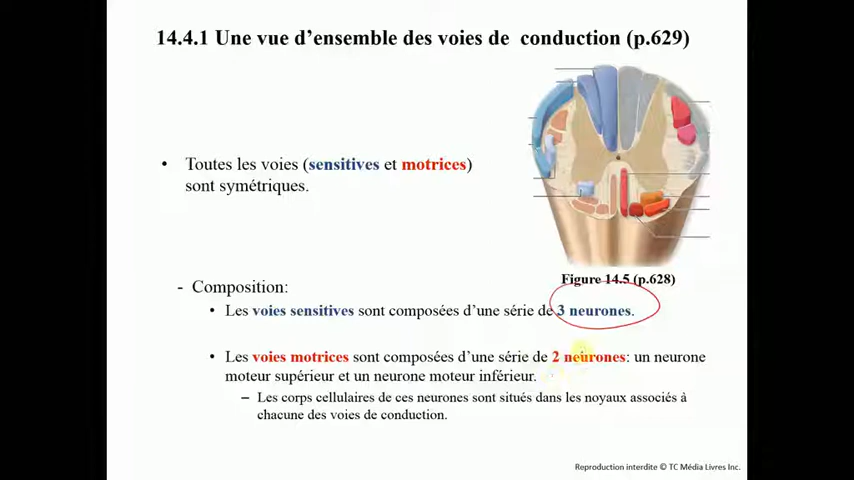 14.4.1 Une vue d’ensemble des voies de conduction (p.629)
• Toutes les voies (sensitives et motrices)
sont symétriques.
Figure 14.5 (p.628)
- Composition:
• Les voies sensitives sont composées d’une série de 3 neurones.
• Les voies motrices sont composées d’une série de 2 neurones: un neurone
moteur supérieur et un neurone moteur inférieur.
– Les corps cellulaires de ces neurones sont situés dans les noyaux associés à
chacune des voies de conduction.
Reproduction interdite © TC Média Livres Inc.